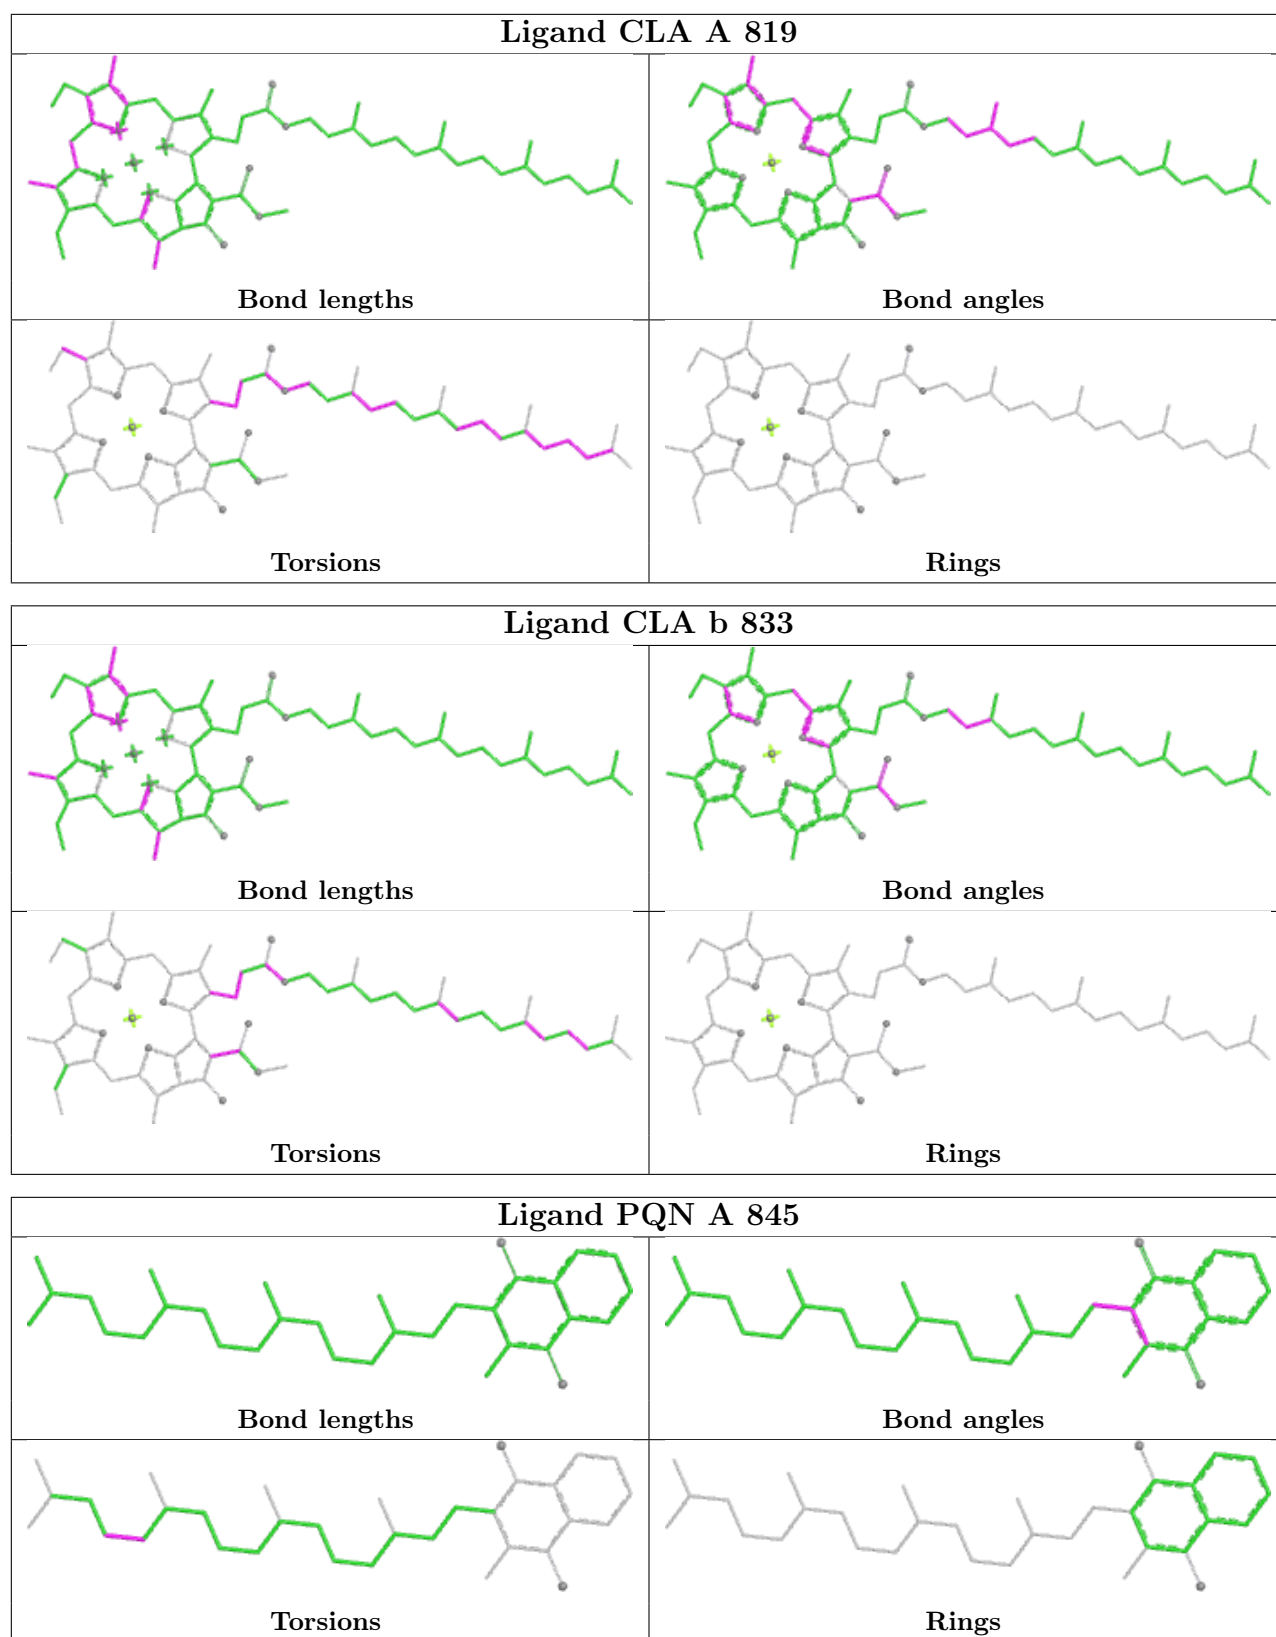 Ligand CLA A 819
Bond lengths
Bond angles
Torsions
Rings
Ligand CLA b 833
Bond lengths
Bond angles
Torsions
Rings
Ligand PQN A 845
Bond lengths
Bond angles
Torsions
Rings